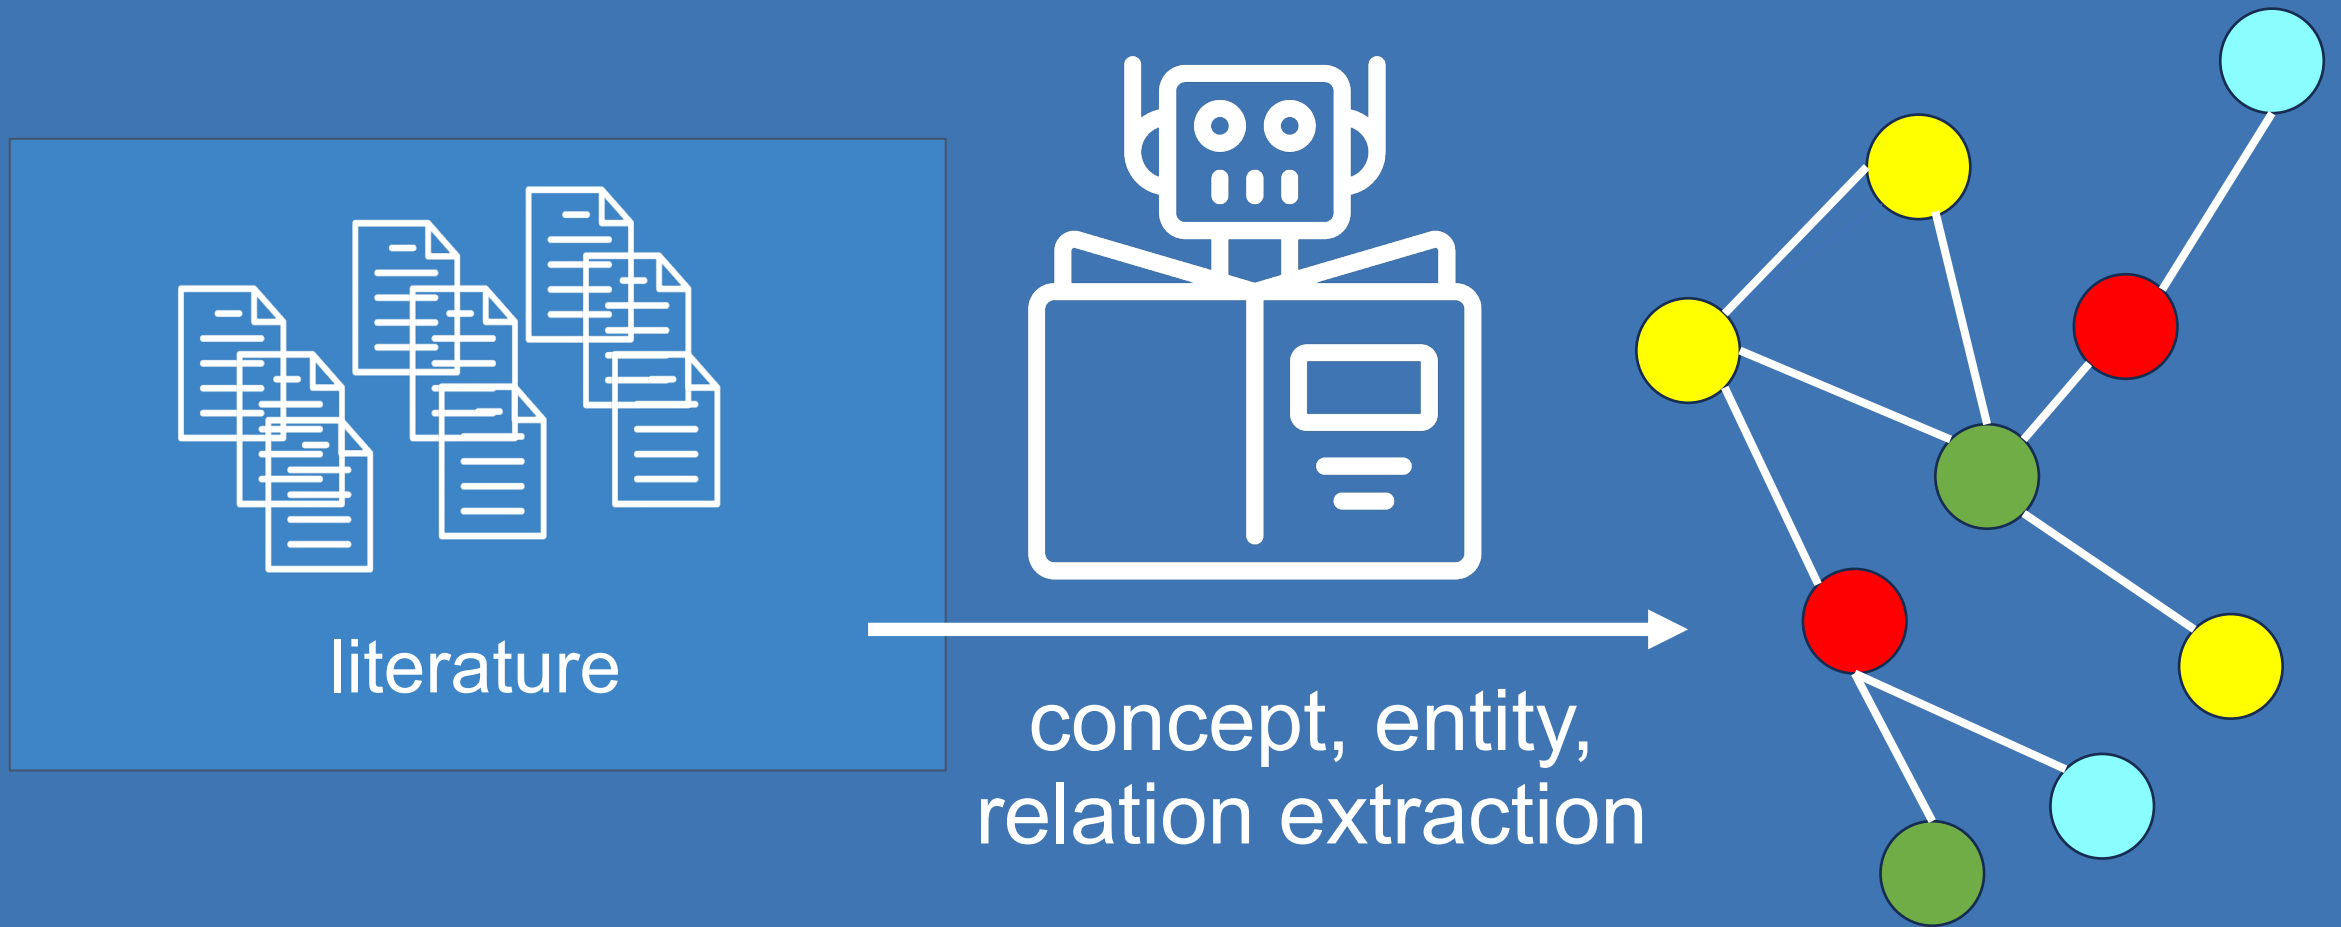 literature
concept, entity,
relation extraction